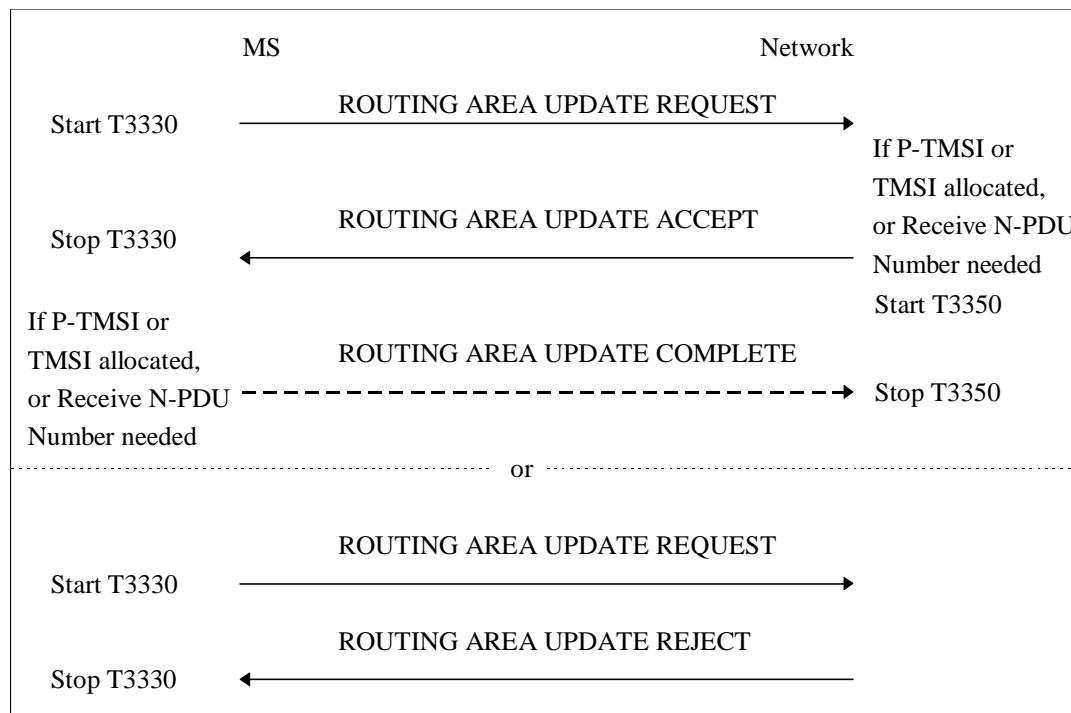 MS
Network
ROUTING AREA UPDATE REQUEST
Start T3330
If P-TMSI or
TMSI allocated,
or Receive N-PDU
Number needed
Start T3350
ROUTING AREA UPDATE ACCEPT
Stop T3330
If P-TMSI or
TMSI allocated,
or Receive N-PDU
Number needed
ROUTING AREA UPDATE COMPLETE
Stop T3350
or
ROUTING AREA UPDATE REQUEST
Start T3330
ROUTING AREA UPDATE REJECT
Stop T3330